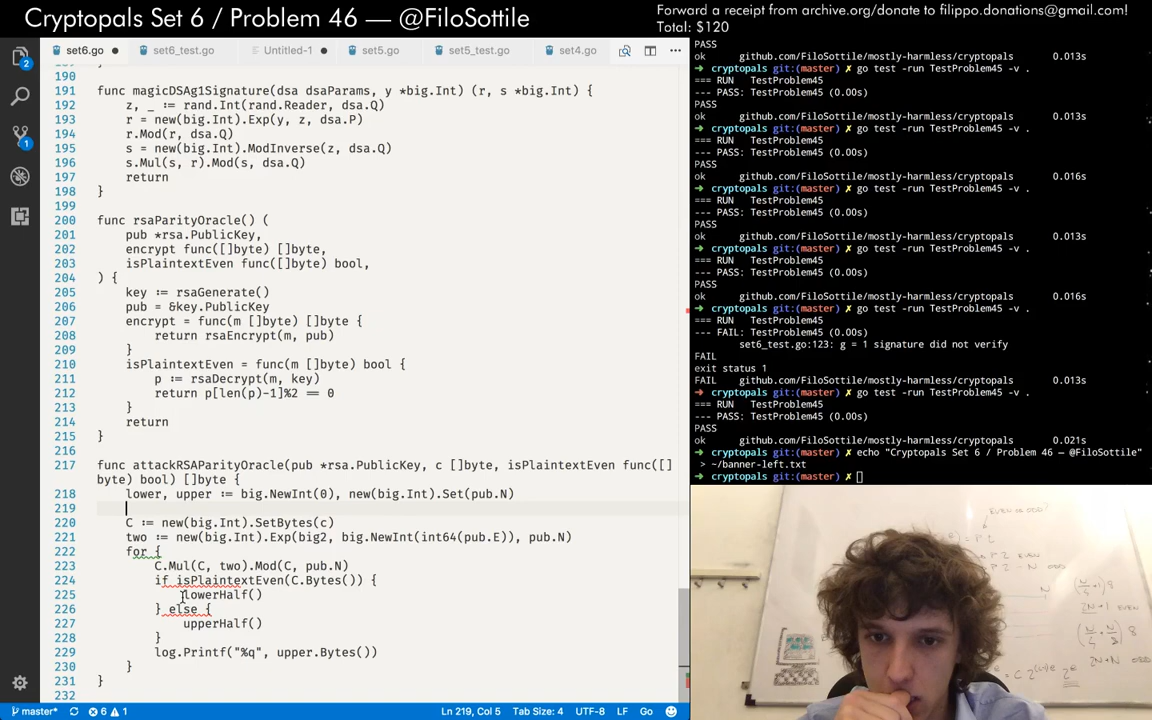 Cryptopals Set 6 / Problem 46 — @FiloSottile
Forward a receipt from archive.org/donate to filippo.donations@gmail.com!
Total: $120
set6.go
set6_test.go
Untitled-1
set5.go
set5_test.go
set4.go
190
191 func magicDSAg1Signature(dsa dsaParams, y *big.Int) (r, s *big.Int) {
192 z, _ := rand.Int(rand.Reader, dsa.Q)
193 r = new(big.Int).Exp(y, z, dsa.P)
194 r.Mod(r, dsa.Q)
195 s = new(big.Int).ModInverse(z, dsa.Q)
196 s.Mul(s, r).Mod(s, dsa.Q)
197 return
198 }
199
200 func rsaParityOracle() (
201 pub *rsa.PublicKey,
202 encrypt func([]byte) []byte,
203 isPlaintextEven func([]byte) bool,
204 ) {
205 key := rsaGenerate()
206 pub = &key.PublicKey
207 encrypt = func(m []byte) []byte {
208 return rsaEncrypt(m, pub)
209 }
210 isPlaintextEven = func(m []byte) bool {
211 p := rsaDecrypt(m, key)
212 return p[len(p)-1]%2 == 0
213 }
214 return
215 }
216
217 func attackRSAParityOracle(pub *rsa.PublicKey, c []byte, isPlaintextEven func([]
byte) bool) []byte {
218 lower, upper := big.NewInt(0), new(big.Int).Set(pub.N)
219
220 C := new(big.Int).SetBytes(c)
221 two := new(big.Int).Exp(big2, big.NewInt(int64(pub.E)), pub.N)
222 for {
223 C.Mul(C, two).Mod(C, pub.N)
224 if isPlaintextEven(C.Bytes()) {
225 lowerHalf()
226 } else {
227 upperHalf()
228 }
229 log.Printf("%q", upper.Bytes())
230 }
231 }
232
PASS
ok github.com/FiloSottile/mostly-harmless/cryptopals 0.013s
➜ cryptopals git:(master) ✗ go test -run TestProblem45 -v .
=== RUN TestProblem45
--- PASS: TestProblem45 (0.00s)
PASS
ok github.com/FiloSottile/mostly-harmless/cryptopals 0.013s
➜ cryptopals git:(master) ✗ go test -run TestProblem45 -v .
=== RUN TestProblem45
--- PASS: TestProblem45 (0.00s)
PASS
ok github.com/FiloSottile/mostly-harmless/cryptopals 0.016s
➜ cryptopals git:(master) ✗ go test -run TestProblem45 -v .
=== RUN TestProblem45
--- PASS: TestProblem45 (0.00s)
PASS
ok github.com/FiloSottile/mostly-harmless/cryptopals 0.013s
➜ cryptopals git:(master) ✗ go test -run TestProblem45 -v .
=== RUN TestProblem45
--- PASS: TestProblem45 (0.00s)
PASS
ok github.com/FiloSottile/mostly-harmless/cryptopals 0.016s
➜ cryptopals git:(master) ✗ go test -run TestProblem45 -v .
=== RUN TestProblem45
--- FAIL: TestProblem45 (0.00s)
set6_test.go:123: g = 1 signature did not verify
FAIL
exit status 1
FAIL github.com/FiloSottile/mostly-harmless/cryptopals 0.013s
➜ cryptopals git:(master) ✗ go test -run TestProblem45 -v .
=== RUN TestProblem45
--- PASS: TestProblem45 (0.00s)
PASS
ok github.com/FiloSottile/mostly-harmless/cryptopals 0.021s
➜ cryptopals git:(master) ✗ echo "Cryptopals Set 6 / Problem 46 — @FiloSottile"
> ~/banner-left.txt
➜ cryptopals git:(master) ✗
EVEN
2N+1 EVEN
master* 6 1 Ln 219, Col 5 Tab Size: 4 UTF-8 LF Go